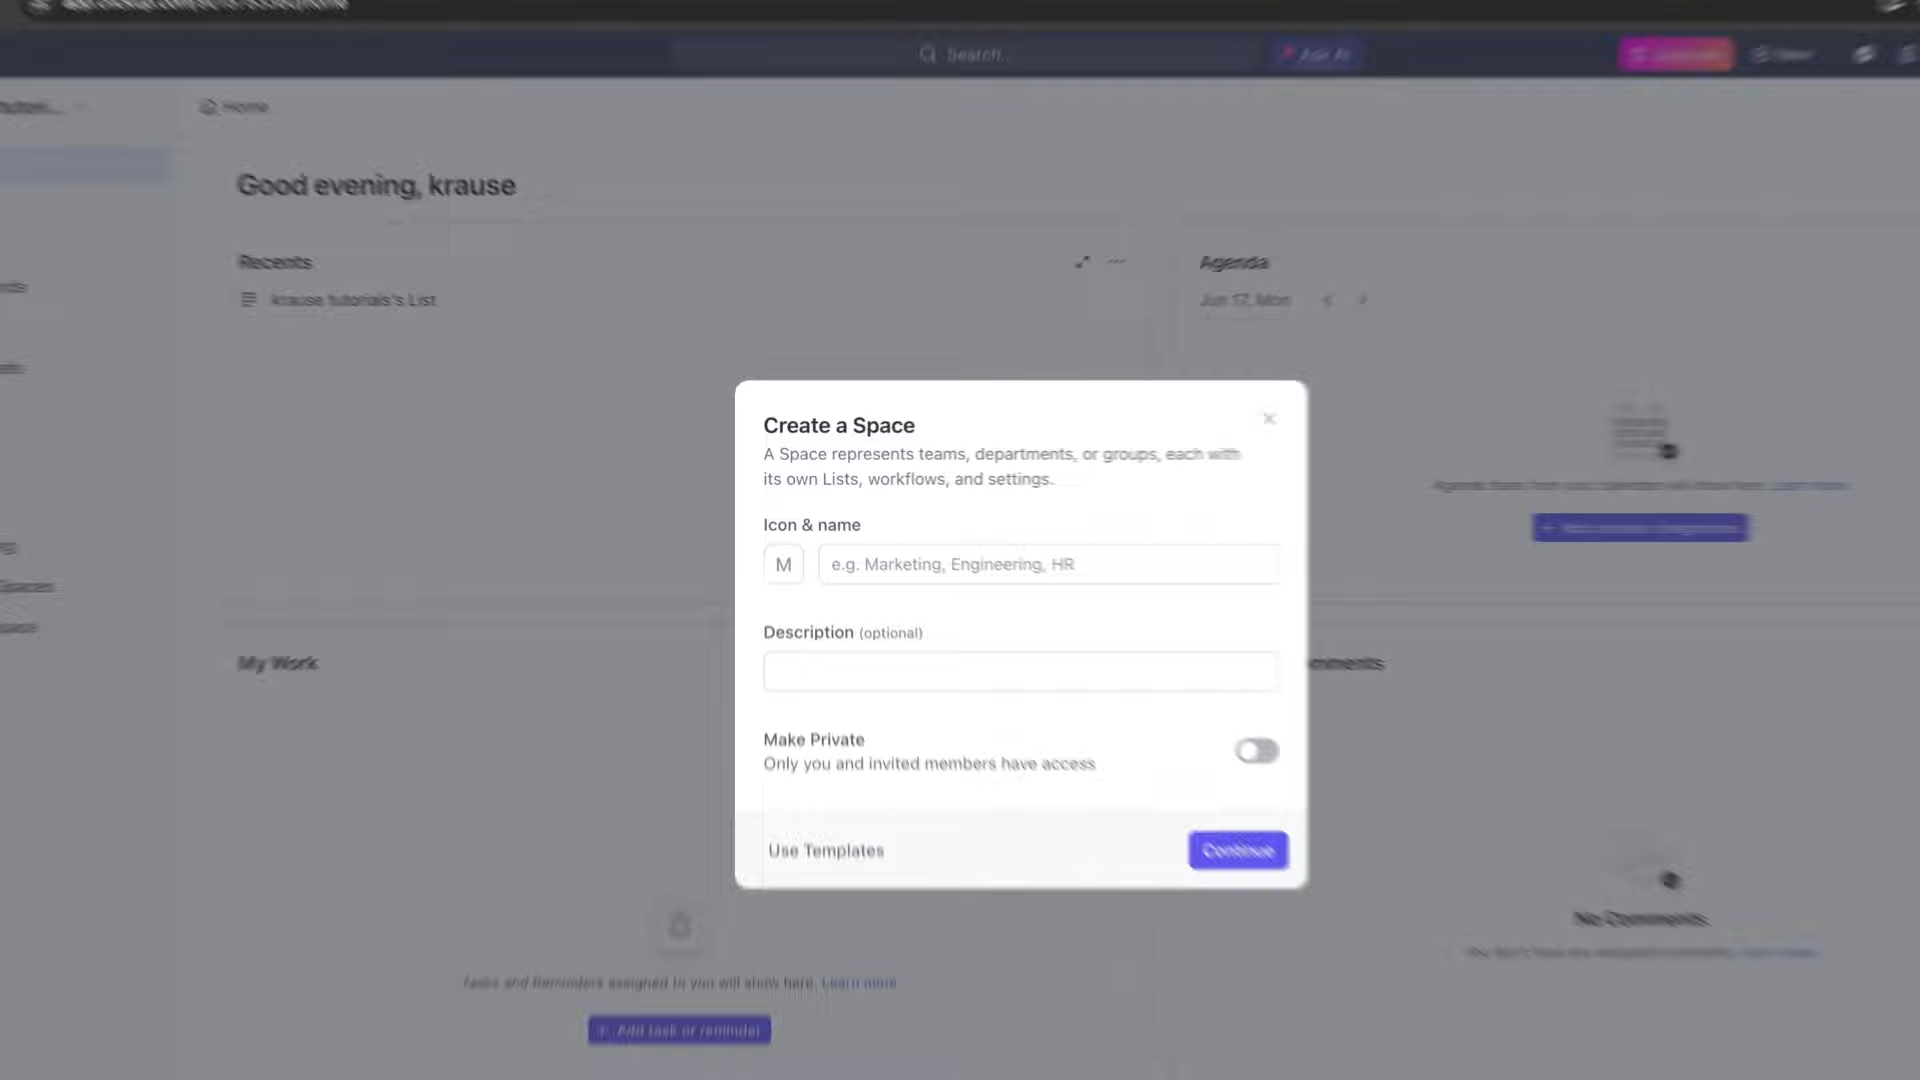 Search...
Ask AI
Home
Good evening, krause
Recents
krause tutorials's List
Agenda
Jun 17, Mon
Create a Space
A Space represents teams, departments, or groups, each with
its own Lists, workflows, and settings.
Icon & name
M
e.g. Marketing, Engineering, HR
Description (optional)
Make Private
Only you and invited members have access
Use Templates
Continue
My Work
mments
Tasks and Reminders assigned to you will show here. Learn more
+ Add task or reminder
No Comments